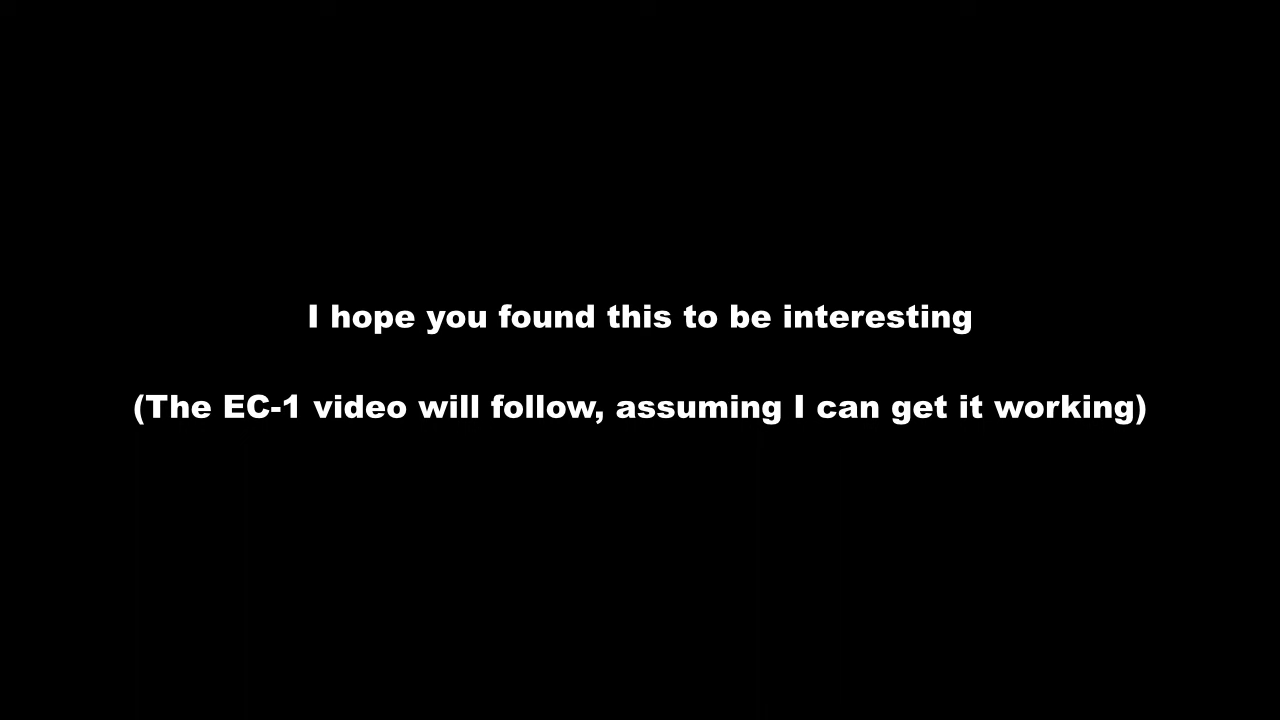 I hope you found this to be interesting
(The EC-1 video will follow, assuming I can get it working)